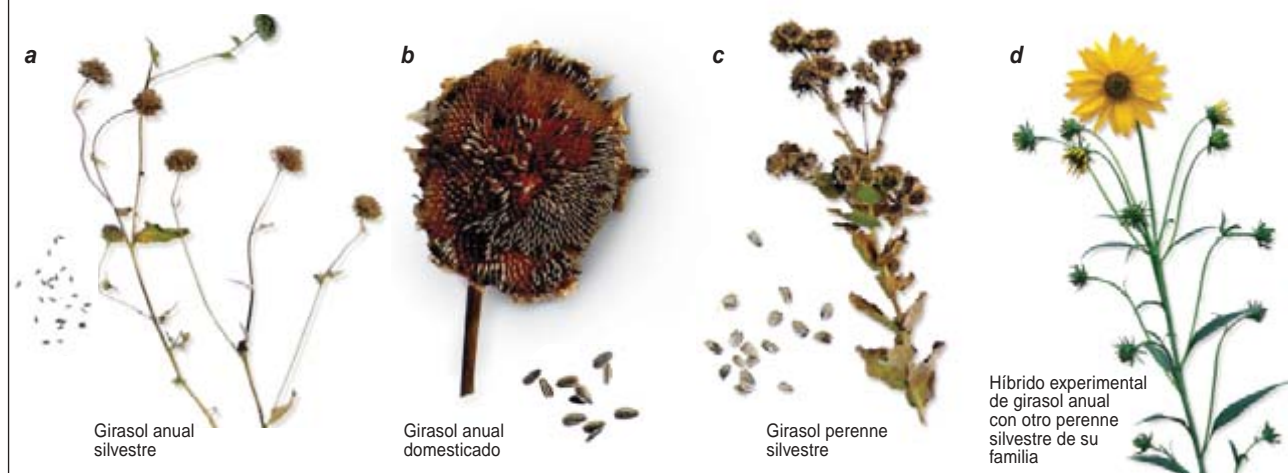 a
Girasol anual
silvestre
b
Girasol anual
domesticado
c
Girasol perenne
silvestre
d
Híbrido experimental
de girasol anual
con otro perenne
silvestre de su
familia